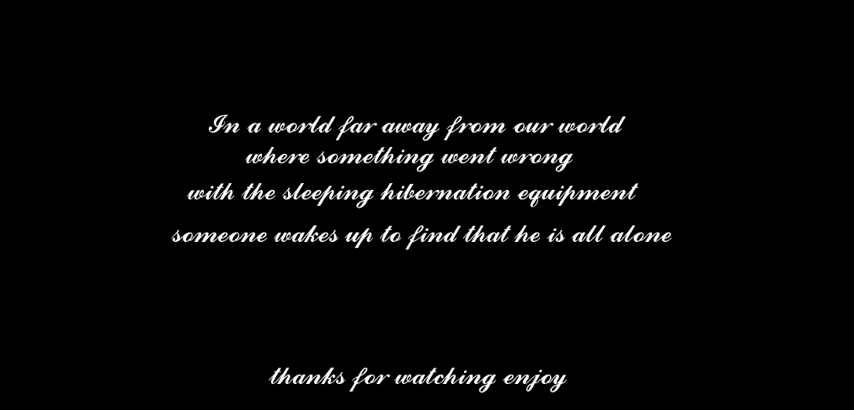 In a world far away from our world
where something went wrong
with the sleeping hibernation equipment
someone wakes up to find that he is all alone
thanks for watching enjoy